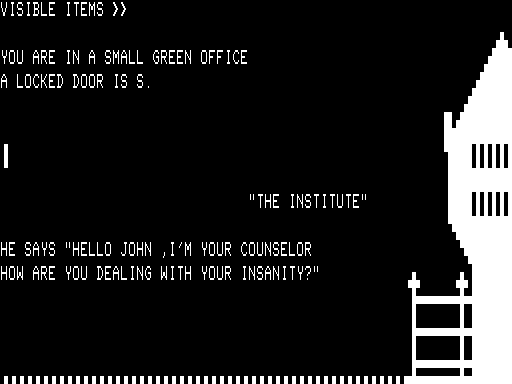 VISIBLE ITEMS >>
YOU ARE IN A SMALL GREEN OFFICE
A LOCKED DOOR IS S.
"THE INSTITUTE"
HE SAYS "HELLO JOHN ,I'M YOUR COUNSELOR
HOW ARE YOU DEALING WITH YOUR INSANITY?"